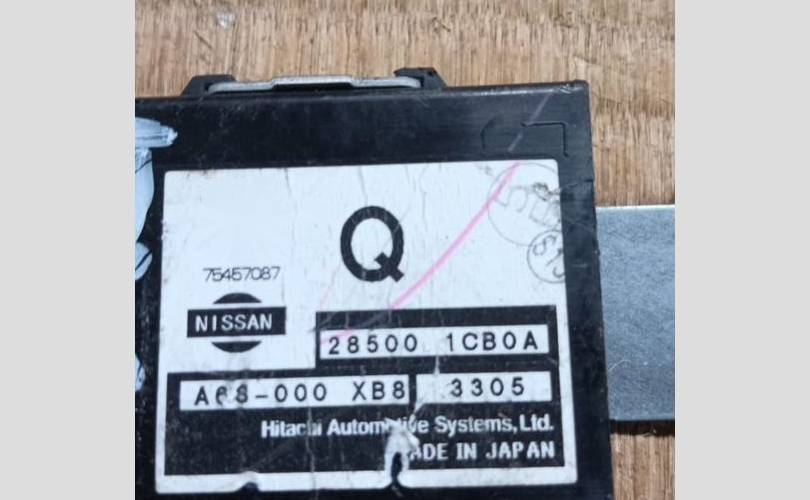 Q
75457087
NISSAN
28500 1CB0A
A68-000 XB8 3305
Hitachi Automotive Systems, Ltd.
MADE IN JAPAN